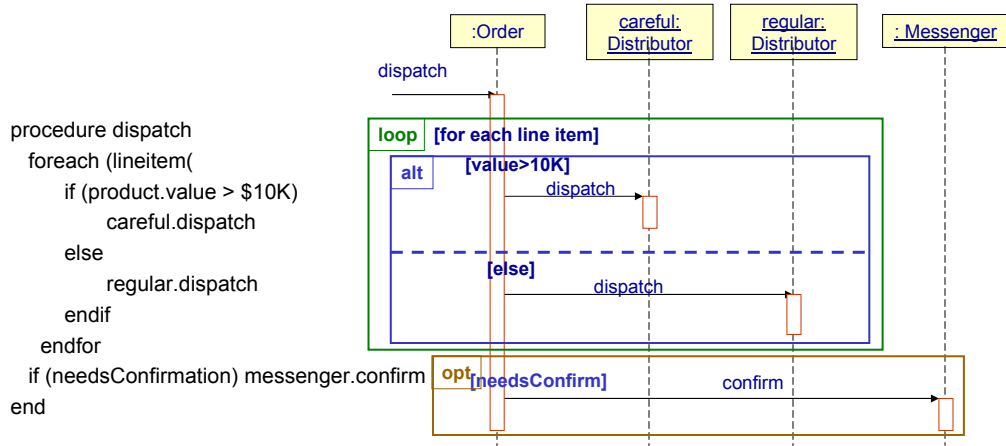 :Order
careful:
Distributor
regular:
Distributor
: Messenger
dispatch
procedure dispatch
foreach (lineitem(
if (product.value > $10K)
careful.dispatch
else
regular.dispatch
endif
endfor
if (needsConfirmation) messenger.confirm
end
loop [for each line item]
alt [value>10K]
dispatch
[else]
dispatch
opt [needsConfirm]
confirm